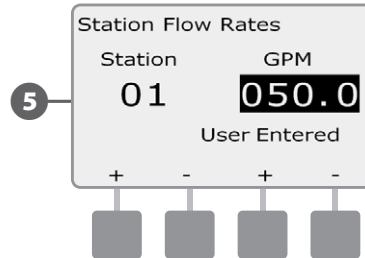 Station Flow Rates
Station GPM
5
01 050.0
User Entered
+ - + -